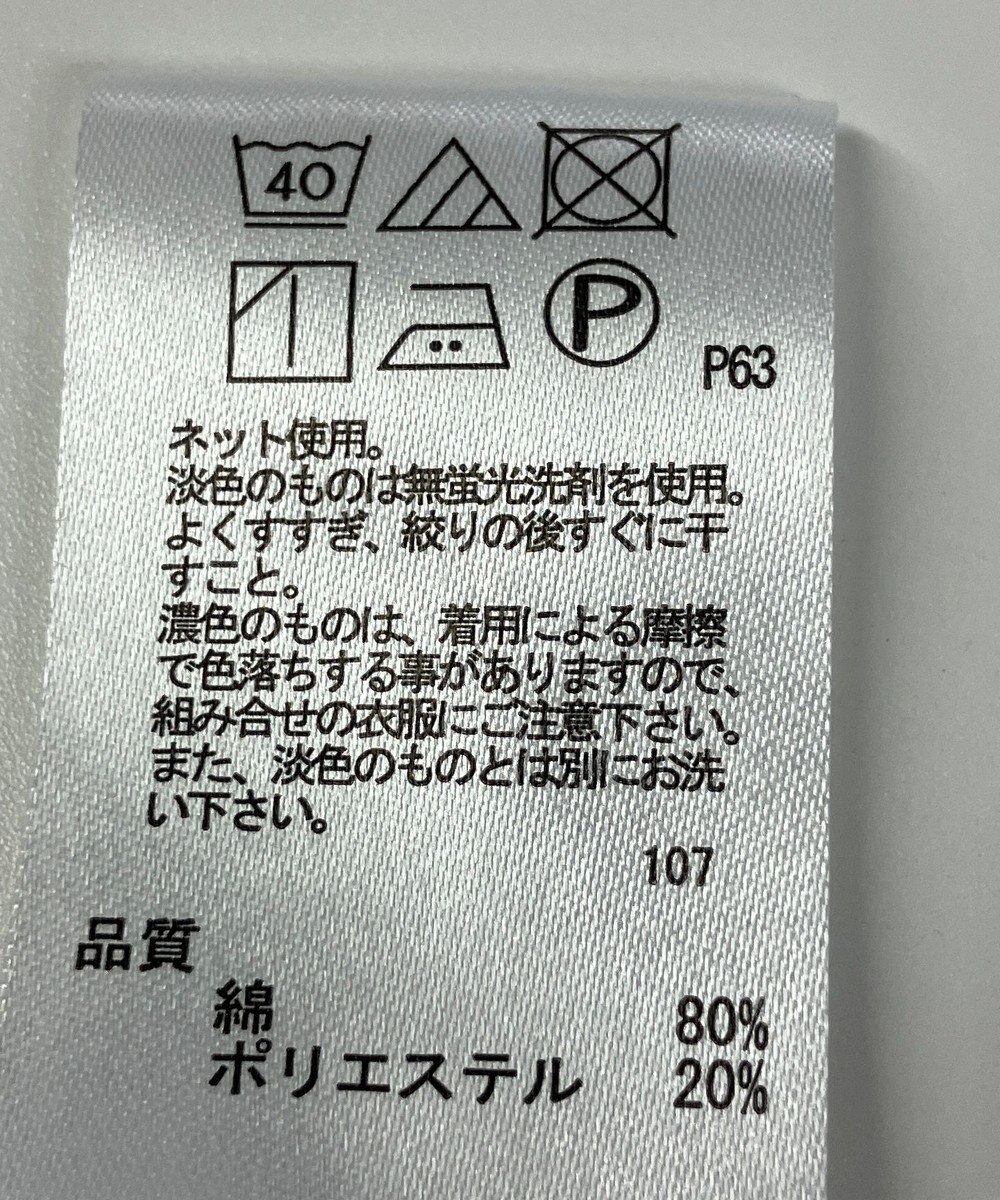 40
P
P63
ネット使用。
淡色のものは無蛍光洗剤を使用。
よくすすぎ、絞りの後すぐに干
すこと。
濃色のものは、着用による摩擦
で色落ちする事がありますので、
組み合せの衣服にご注意下さい。
また、淡色のものとは別にお洗
い下さい。
107
品質
綿 80%
ポリエステル 20%